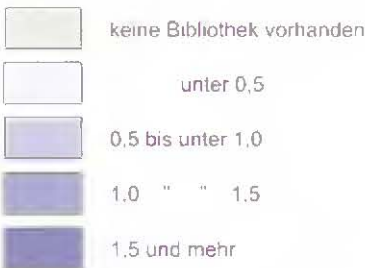 keine Bibliothek vorhanden
unter 0,5
0,5 bis unter 1,0
1,0 " " 1,5
1,5 und mehr